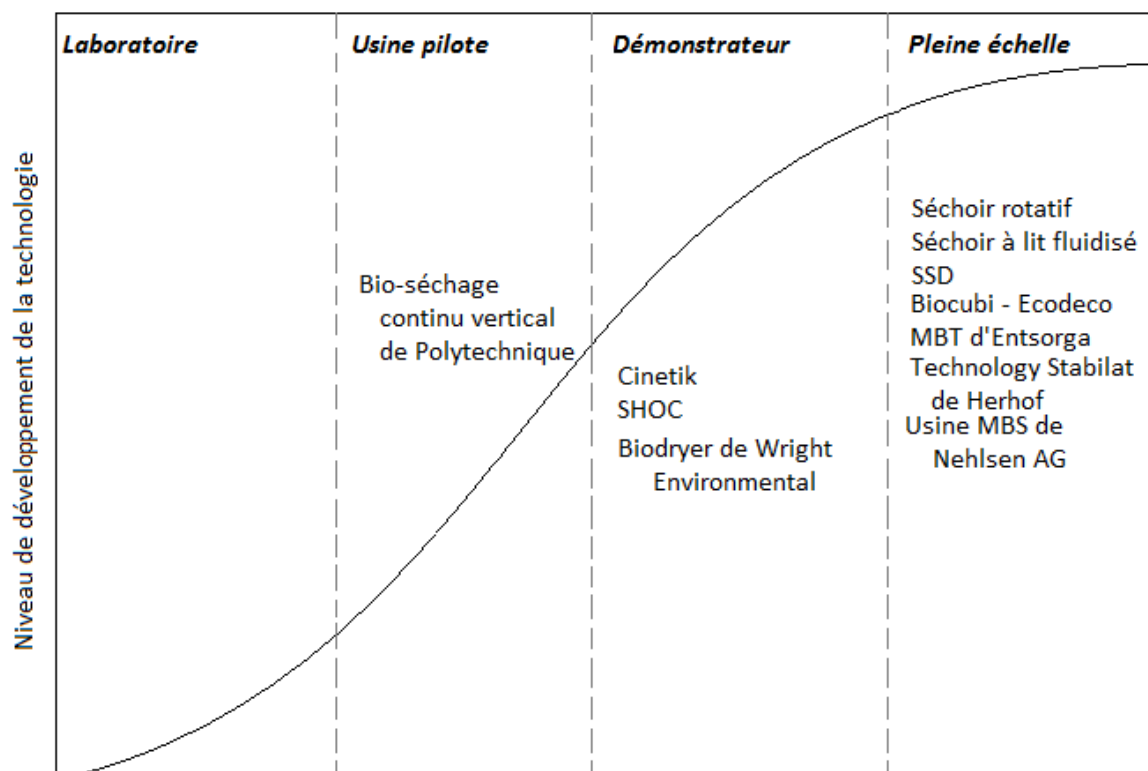 Laboratoire
Usine pilote
Démonstrateur
Pleine échelle
Niveau de développement de la technologie
Bio-séchage
continu vertical
de Polytechnique
Cinetik
SHOC
Biodryer de Wright
Environmental
Séchoir rotatif
Séchoir à lit fluidisé
SSD
Biocubi - Ecodeco
MBT d'Entsorga
Technology Stabilat
de Herhof
Usine MBS de
Nehlsen AG